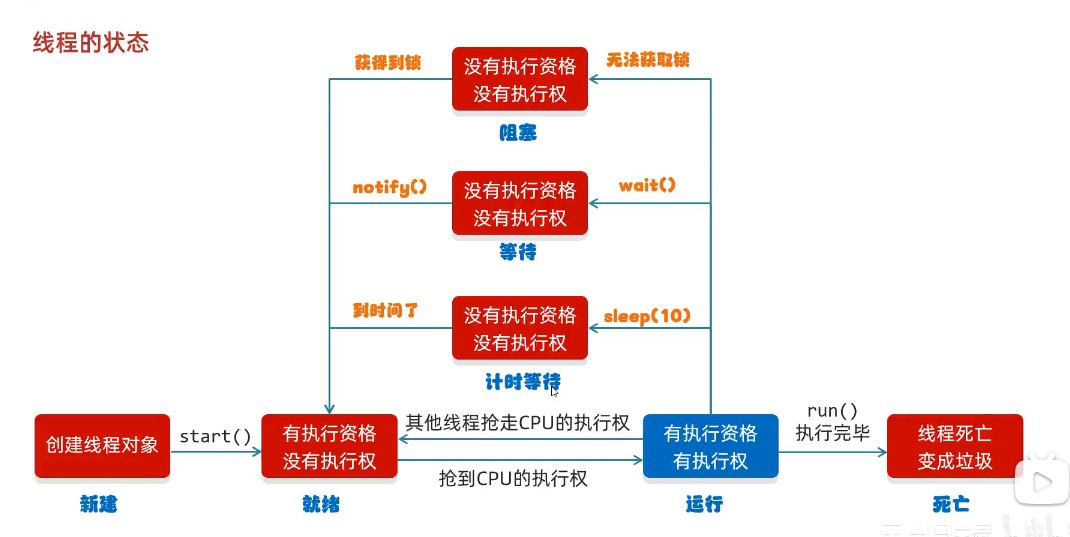 线程的状态
获得到锁
没有执行资格
没有执行权
无法获取锁
阻塞
notify()
没有执行资格
没有执行权
wait()
等待
到时间了
没有执行资格
没有执行权
sleep(10)
计时等待
创建线程对象
start()
有执行资格
没有执行权
其他线程抢走CPU的执行权
抢到CPU的执行权
有执行资格
有执行权
run()
执行完毕
线程死亡
变成垃圾
新建
就绪
运行
死亡